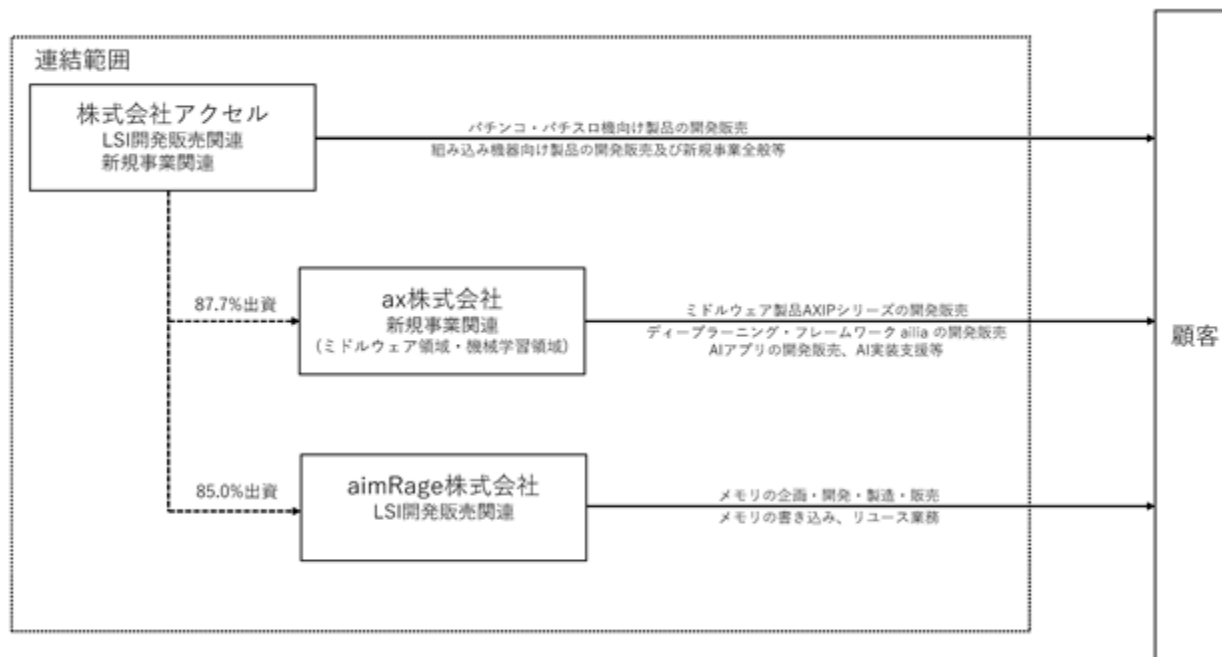 連結範囲
株式会社アクセル
LSI開発販売関連
新規事業関連
パチンコ・パチスロ機向け製品の開発販売
組み込み機器向け製品の開発販売及び新規事業全般等
87.7%出資
ax株式会社
新規事業関連
(ミドルウェア領域・機械学習領域)
ミドルウェア製品AXIPシリーズの開発販売
ディープラーニング・フレームワーク ailia の開発販売
AIアプリの開発販売、AI実装支援等
顧客
85.0%出資
aimRage株式会社
LSI開発販売関連
メモリの企画・開発・製造・販売
メモリの書き込み、リユース業務